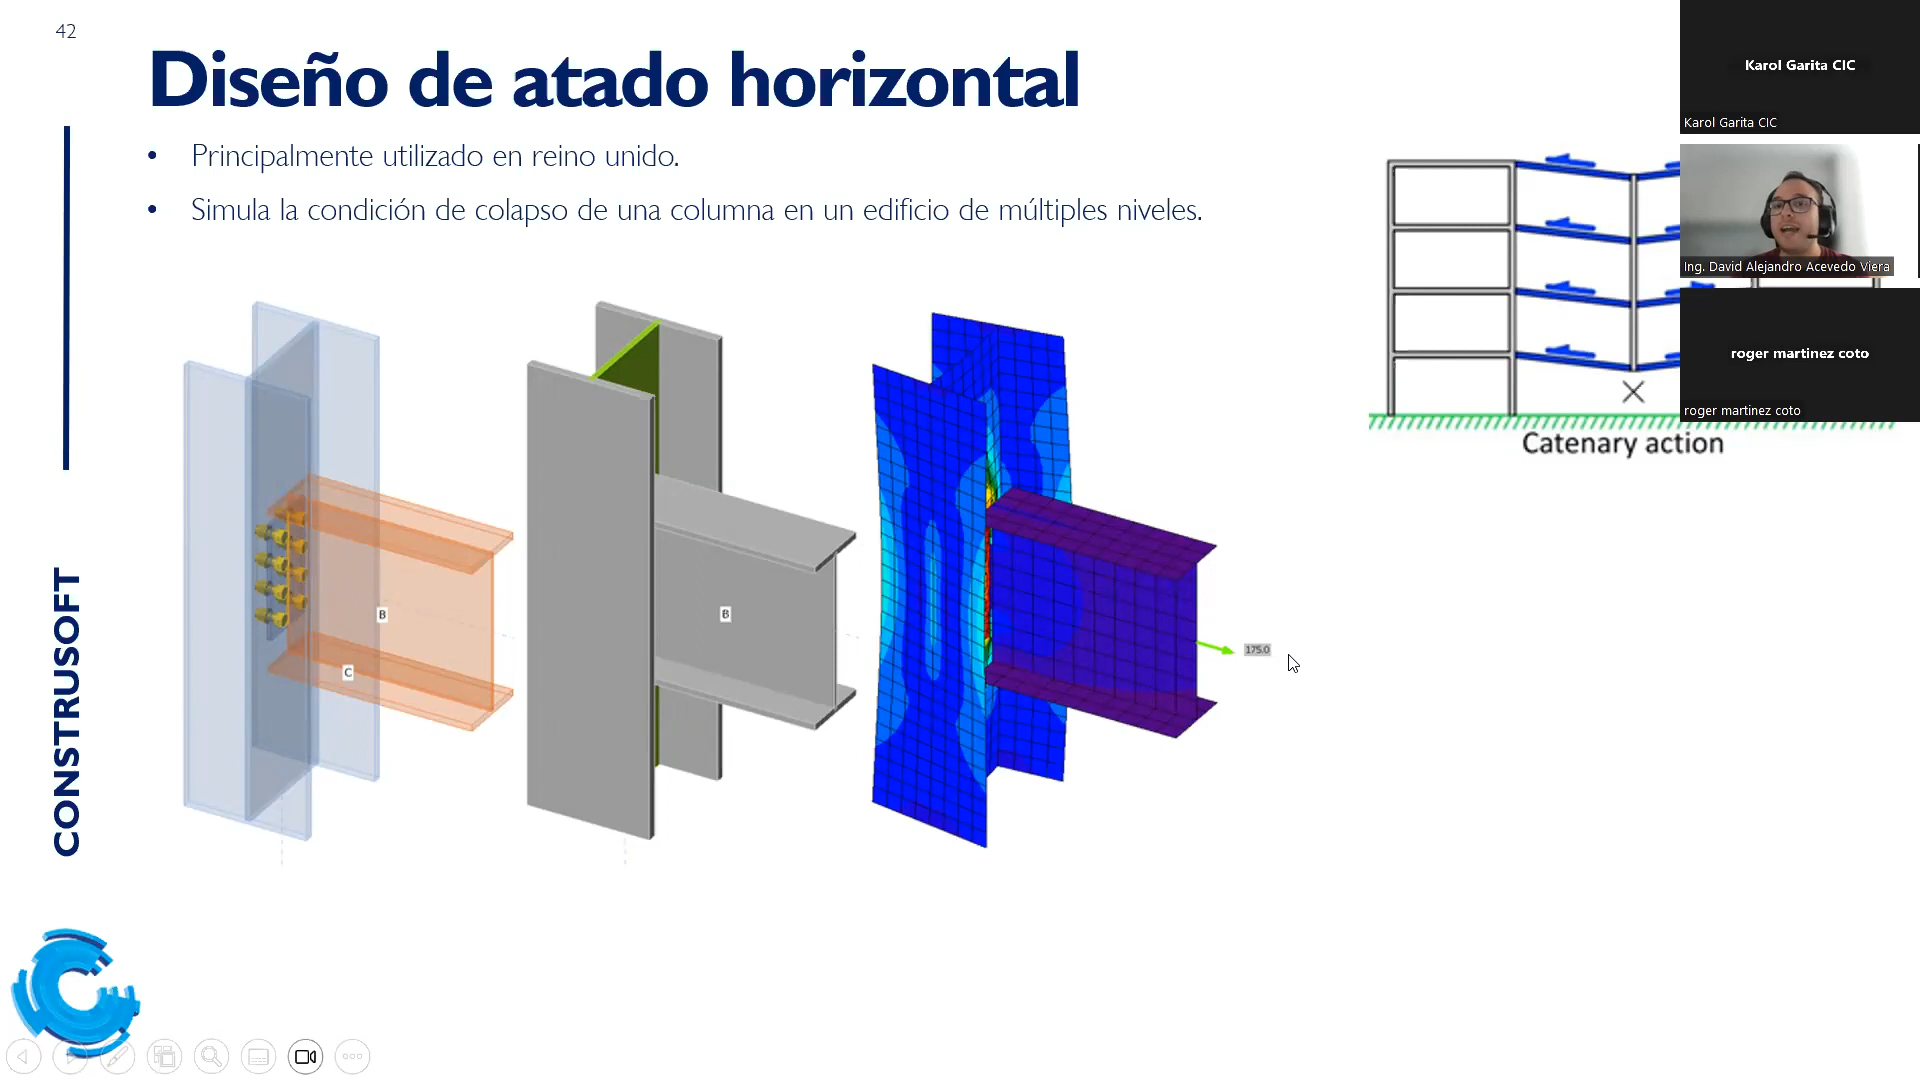 42
Diseño de atado horizontal
• Principalmente utilizado en reino unido.
• Simula la condición de colapso de una columna en un edificio de múltiples niveles.
CONSTRUSOFT
B
C
B
175.0
Catenary action
Karol Garita CIC
Karol Garita CIC
Ing. David Alejandro Acevedo Viera
roger martinez coto
roger martinez coto